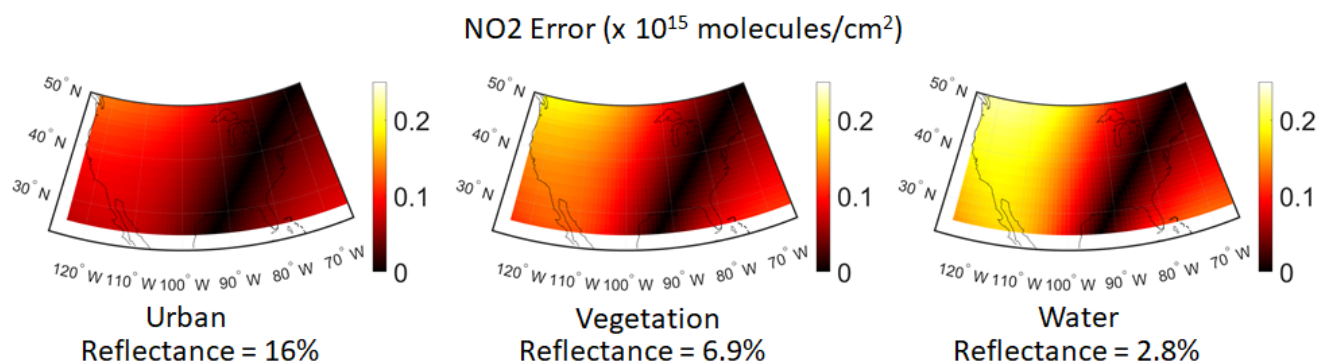 NO2 Error (x 10¹⁵ molecules/cm²)
50° N
40° N
30° N
120° W 110° W 100° W 90° W 80° W 70° W
0.2
0.1
0
Urban
Reflectance = 16%
50° N
40° N
30° N
120° W 110° W 100° W 90° W 80° W 70° W
0.2
0.1
0
Vegetation
Reflectance = 6.9%
50° N
40° N
30° N
120° W 110° W 100° W 90° W 80° W 70° W
0.2
0.1
0
Water
Reflectance = 2.8%